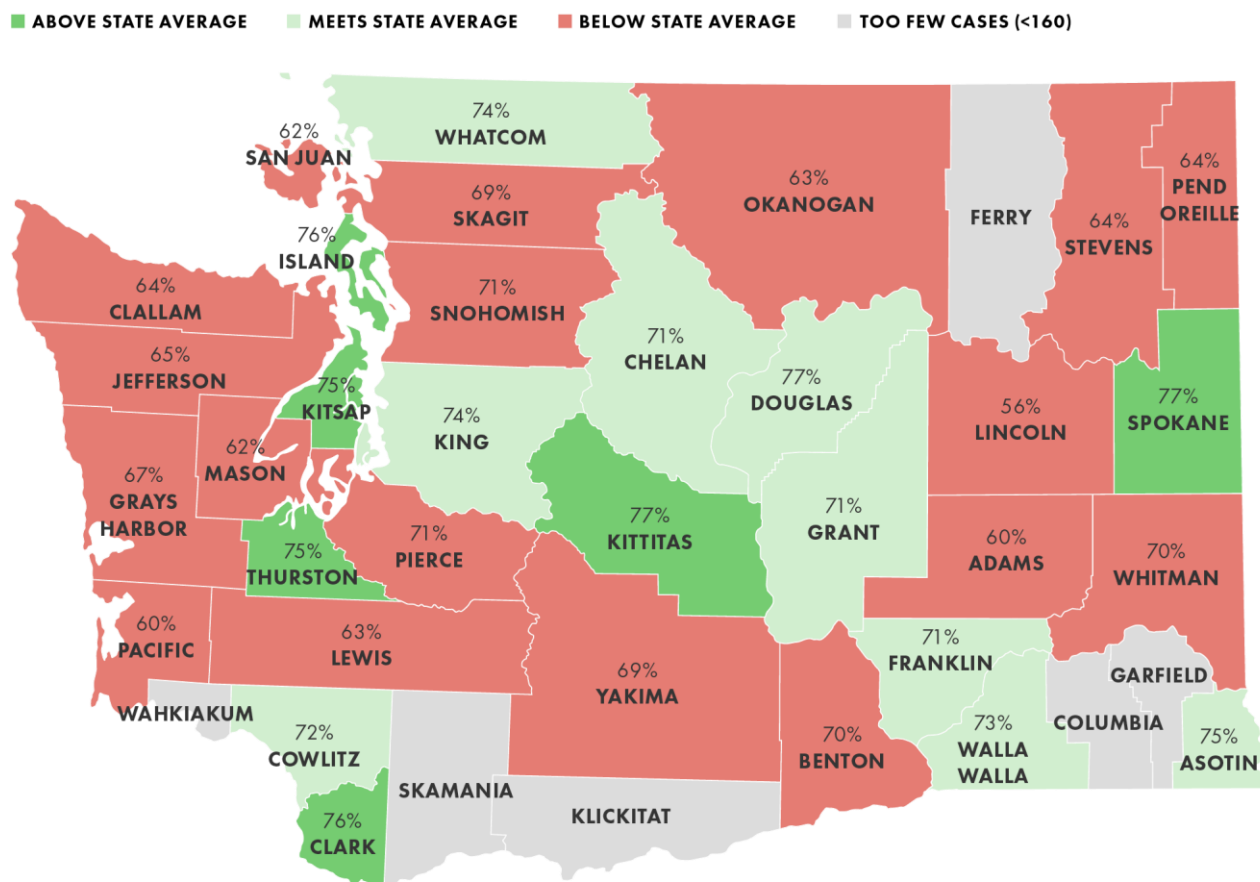 ABOVE STATE AVERAGE
MEETS STATE AVERAGE
BELOW STATE AVERAGE
TOO FEW CASES (<160)
74%
WHATCOM
62%
SAN JUAN
69%
SKAGIT
63%
OKANOGAN
FERRY
64%
STEVENS
64%
PEND
OREILLE
76%
ISLAND
64%
CLALLAM
71%
SNOHOMISH
71%
CHELAN
65%
JEFFERSON
75%
KITSAP
77%
DOUGLAS
56%
LINCOLN
77%
SPOKANE
74%
KING
62%
MASON
67%
GRAYS
HARBOR
71%
GRANT
77%
KITTITAS
71%
PIERCE
75%
THURSTON
60%
ADAMS
70%
WHITMAN
60%
PACIFIC
63%
LEWIS
69%
YAKIMA
71%
FRANKLIN
GARFIELD
WAHKIAKUM
COLUMBIA
72%
COWLITZ
70%
BENTON
73%
WALLA
WALLA
75%
ASOTIN
SKAMANIA
KLICKITAT
76%
CLARK